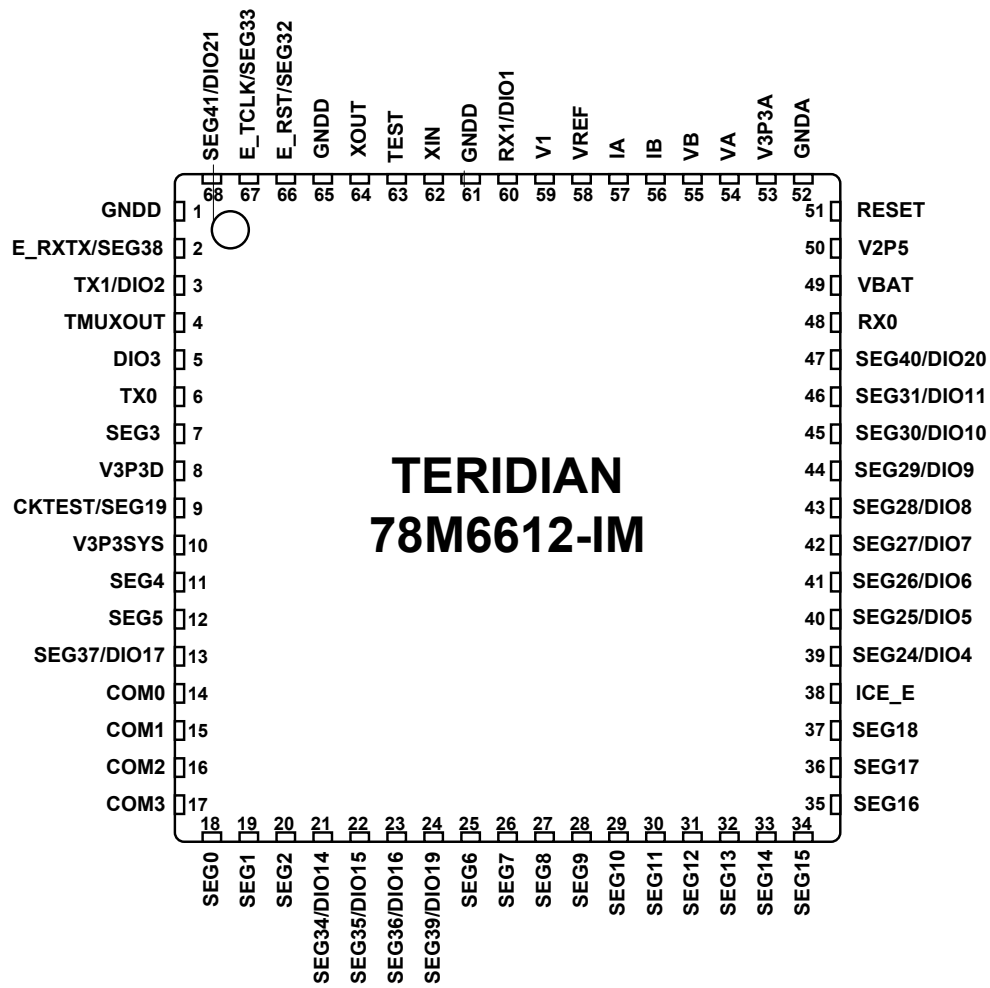 SEG41/DIO21
E_TCLK/SEG33
E_RST/SEG32
GNDD
XOUT
TEST
XIN
GNDD
RX1/DIO1
V1
VREF
IA
IB
VB
VA
V3P3A
GNDA
68 67 66 65 64 63 62 61 60 59 58 57 56 55 54 53 52
GNDD 1
E_RXTX/SEG38 2
TX1/DIO2 3
TMUXOUT 4
DIO3 5
TX0 6
SEG3 7
V3P3D 8
CKTEST/SEG19 9
V3P3SYS 10
SEG4 11
SEG5 12
SEG37/DIO17 13
COM0 14
COM1 15
COM2 16
COM3 17
TERIDIAN
78M6612-IM
51 RESET
50 V2P5
49 VBAT
48 RX0
47 SEG40/DIO20
46 SEG31/DIO11
45 SEG30/DIO10
44 SEG29/DIO9
43 SEG28/DIO8
42 SEG27/DIO7
41 SEG26/DIO6
40 SEG25/DIO5
39 SEG24/DIO4
38 ICE_E
37 SEG18
36 SEG17
35 SEG16
18 19 20 21 22 23 24 25 26 27 28 29 30 31 32 33 34
SEG0
SEG1
SEG2
SEG34/DIO14
SEG35/DIO15
SEG36/DIO16
SEG39/DIO19
SEG6
SEG7
SEG8
SEG9
SEG10
SEG11
SEG12
SEG13
SEG14
SEG15